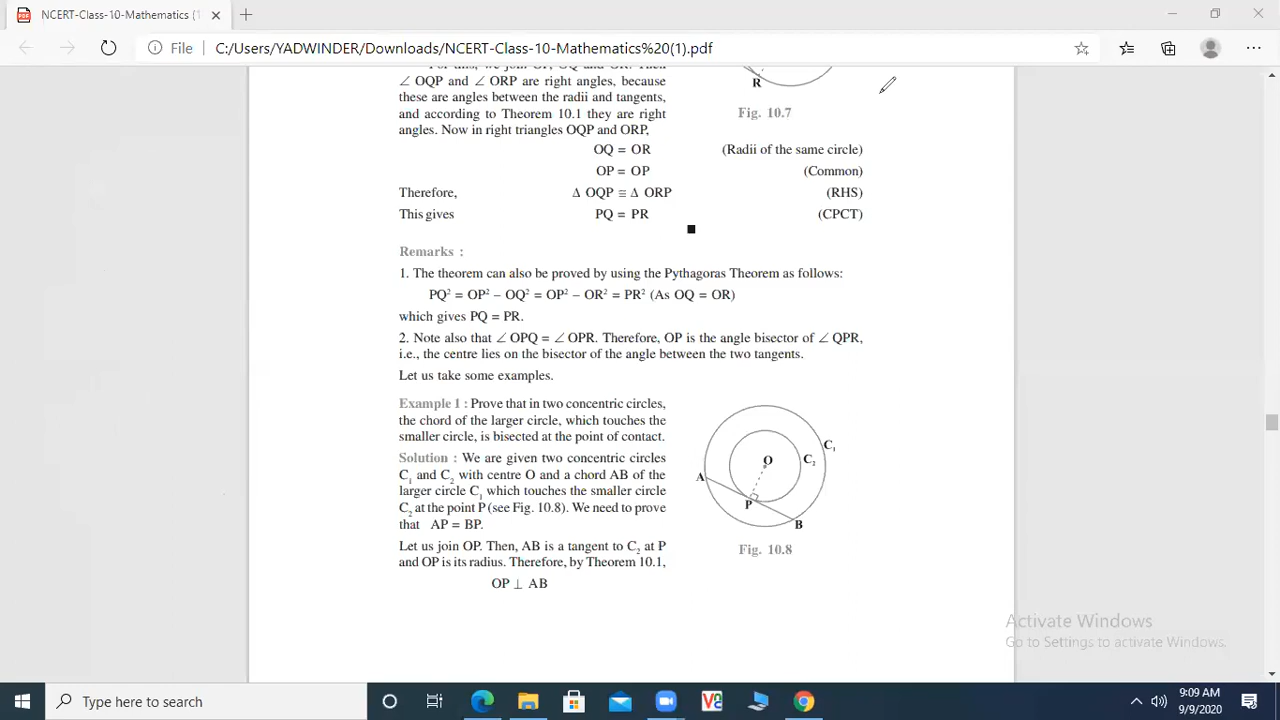 NCERT-Class-10-Mathematics (1
File
C:/Users/YADWINDER/Downloads/NCERT-Class-10-Mathematics%20(1).pdf
For this, we join OP, OQ and OR. Then
∠ OQP and ∠ ORP are right angles, because
these are angles between the radii and tangents,
and according to Theorem 10.1 they are right
angles. Now in right triangles OQP and ORP,
R
Fig. 10.7
OQ = OR (Radii of the same circle)
OP = OP (Common)
Therefore, Δ OQP ≅ Δ ORP (RHS)
This gives PQ = PR (CPCT)
Remarks :
1. The theorem can also be proved by using the Pythagoras Theorem as follows:
PQ² = OP² – OQ² = OP² – OR² = PR² (As OQ = OR)
which gives PQ = PR.
2. Note also that ∠ OPQ = ∠ OPR. Therefore, OP is the angle bisector of ∠ QPR,
i.e., the centre lies on the bisector of the angle between the two tangents.
Let us take some examples.
Example 1 : Prove that in two concentric circles,
the chord of the larger circle, which touches the
smaller circle, is bisected at the point of contact.
Solution : We are given two concentric circles
C₁ and C₂ with centre O and a chord AB of the
larger circle C₁ which touches the smaller circle
C₂ at the point P (see Fig. 10.8). We need to prove
that AP = BP.
Let us join OP. Then, AB is a tangent to C₂ at P
and OP is its radius. Therefore, by Theorem 10.1,
OP ⊥ AB
C₁
O
C₂
A
P
B
Fig. 10.8
Activate Windows
Go to Settings to activate Windows.
Type here to search
9:09 AM
9/9/2020